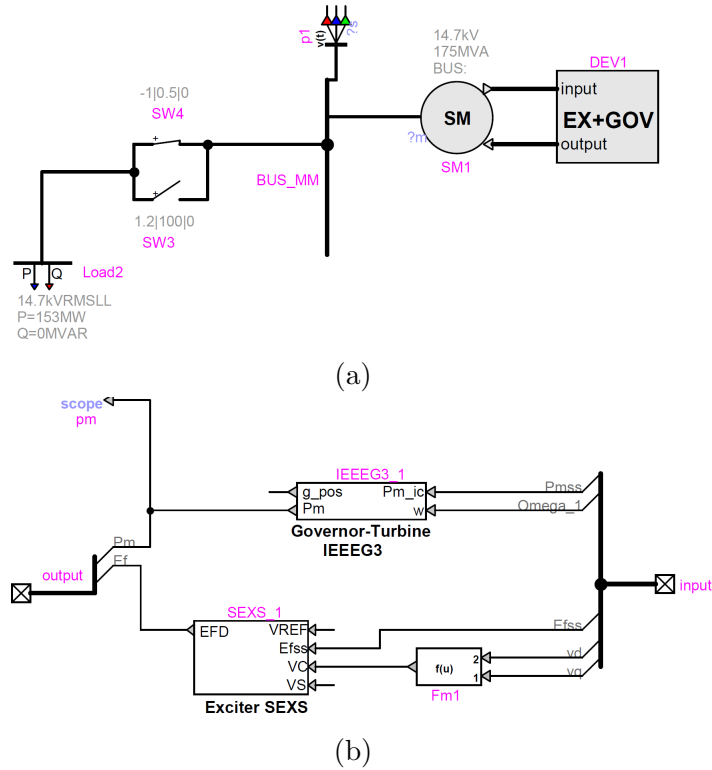 p1
v(t)
?s
14.7kV
175MVA
BUS:
DEV1
input
EX+GOV
output
SM
?m
SM1
-1|0.5|0
SW4
+
+
BUS_MM
1.2|100|0
SW3
P Q
Load2
14.7kVRMSLL
P=153MW
Q=0MVAR
(a)
scope
pm
IEEEG3_1
g_pos Pm_ic
Pm w
Governor-Turbine
IEEEG3
Pmss
Omega_1
Pm
Ef
output
input
SEXS_1
EFD VREF
Efss
VC
VS
Exciter SEXS
Efss
vd
vq
f(u)
2
1
Fm1
(b)